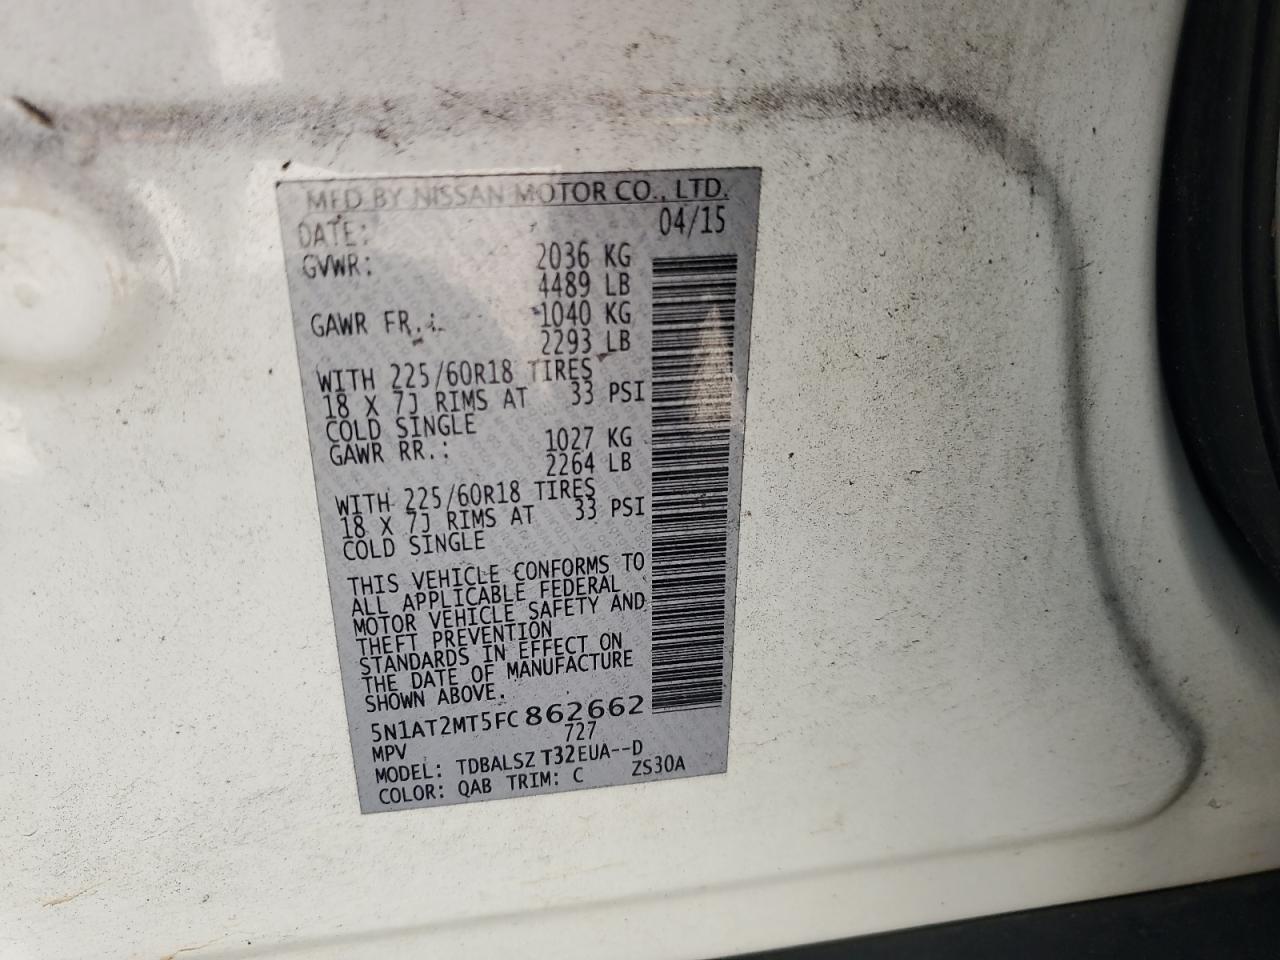 MFD BY NISSAN MOTOR CO., LTD.
DATE: 04/15
GVWR: 2036 KG
4489 LB
GAWR FR.: 1040 KG
2293 LB
WITH 225/60R18 TIRES
18 X 7J RIMS AT 33 PSI
COLD SINGLE
GAWR RR.: 1027 KG
2264 LB
WITH 225/60R18 TIRES
18 X 7J RIMS AT 33 PSI
COLD SINGLE
THIS VEHICLE CONFORMS TO
ALL APPLICABLE FEDERAL
MOTOR VEHICLE SAFETY AND
THEFT PREVENTION
STANDARDS IN EFFECT ON
THE DATE OF MANUFACTURE
SHOWN ABOVE.
5N1AT2MT5FC862662
MPV 727
MODEL: TDBALSZ T32EUA--D
COLOR: QAB TRIM: C ZS30A